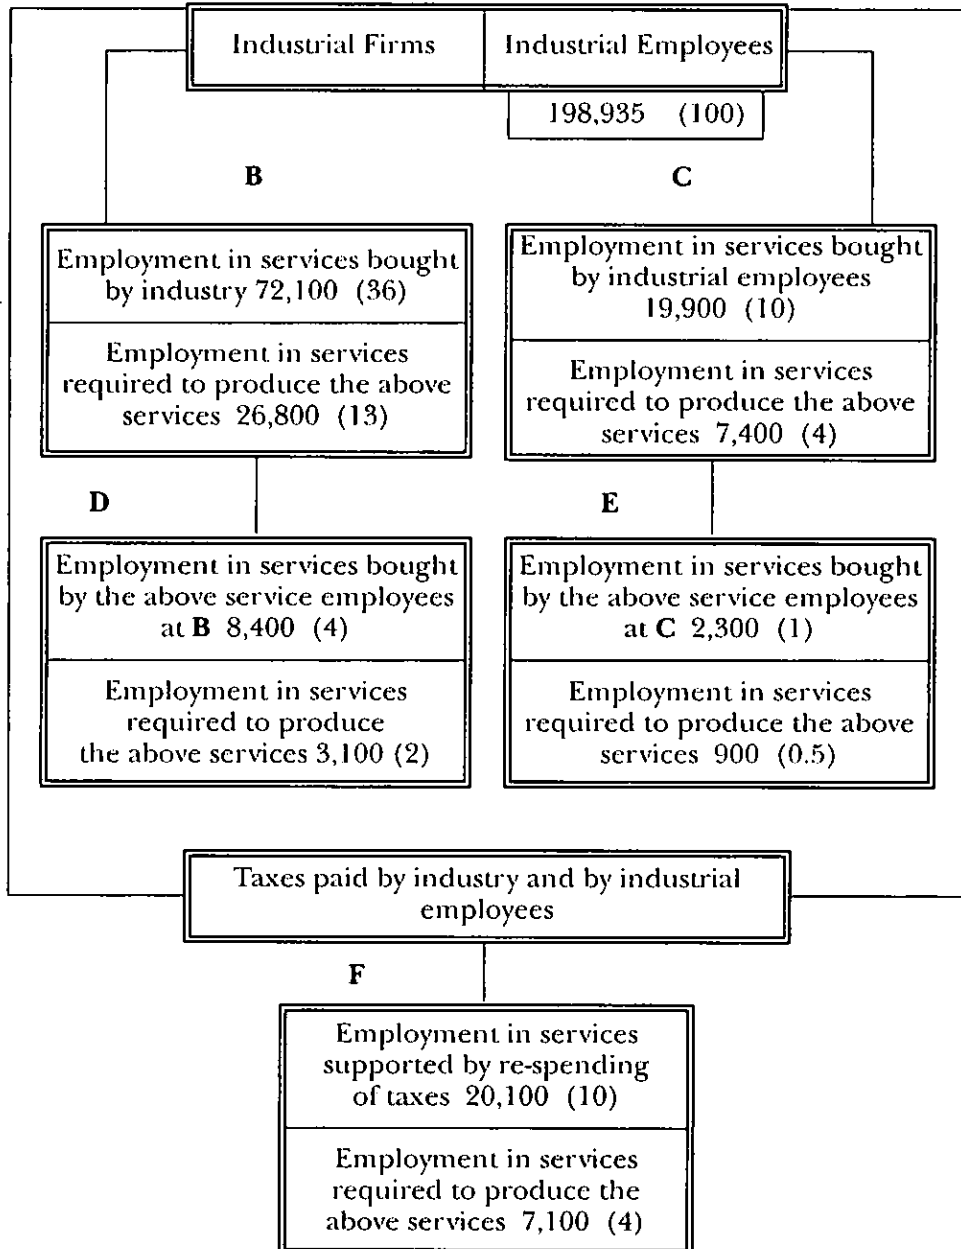 Industrial Firms
Industrial Employees
198,935 (100)
B
C
Employment in services bought
by industry 72,100 (36)
Employment in services
required to produce the above
services 26,800 (13)
Employment in services bought
by industrial employees
19,900 (10)
Employment in services
required to produce the above
services 7,400 (4)
D
E
Employment in services bought
by the above service employees
at B 8,400 (4)
Employment in services
required to produce
the above services 3,100 (2)
Employment in services bought
by the above service employees
at C 2,300 (1)
Employment in services
required to produce the above
services 900 (0.5)
Taxes paid by industry and by industrial
employees
F
Employment in services
supported by re-spending
of taxes 20,100 (10)
Employment in services
required to produce the
above services 7,100 (4)